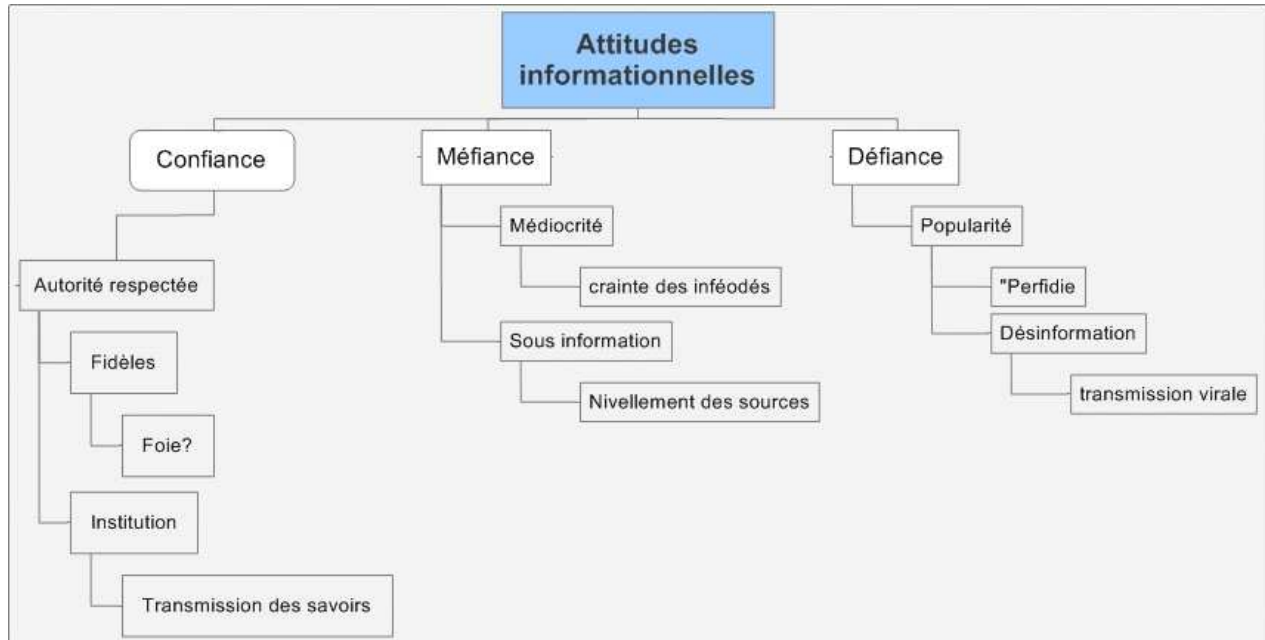 Attitudes
informationnelles
Confiance
Méfiance
Défiance
Autorité respectée
Fidèles
Foie?
Institution
Transmission des savoirs
Médiocrité
crainte des inféodés
Sous information
Nivellement des sources
Popularité
"Perfidie
Désinformation
transmission virale